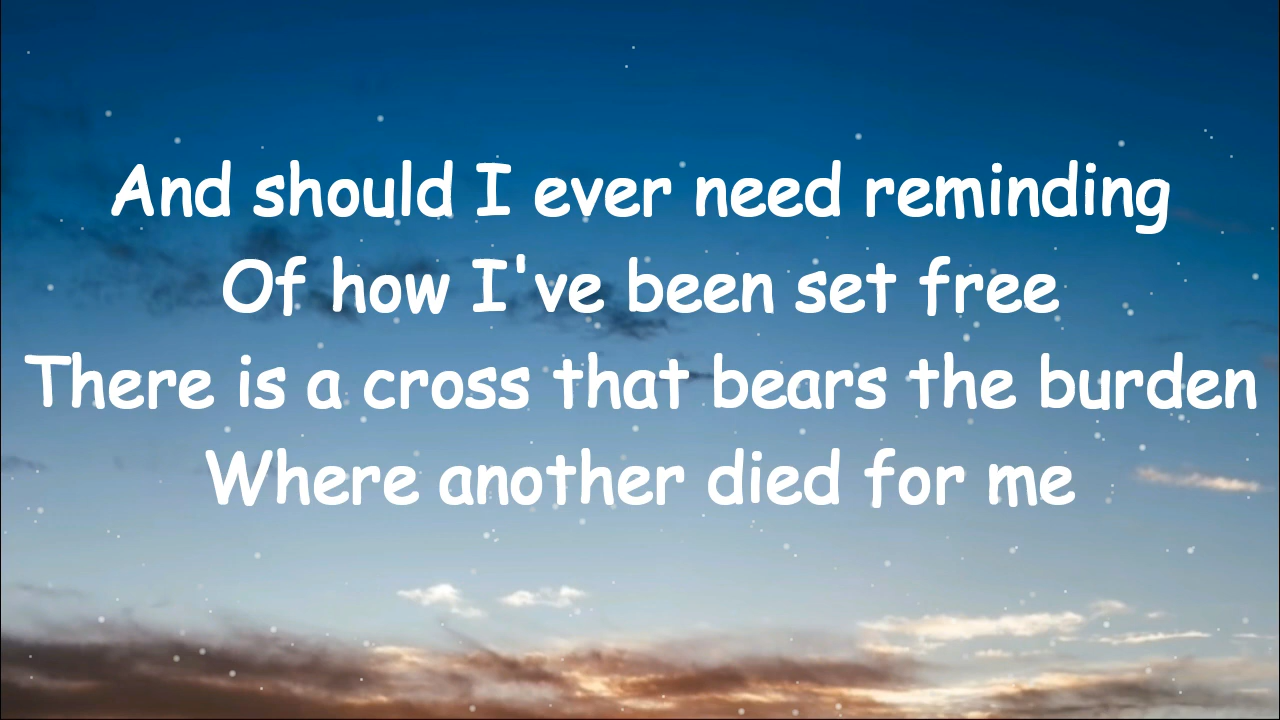 And should I ever need reminding
Of how I've been set free
There is a cross that bears the burden
Where another died for me